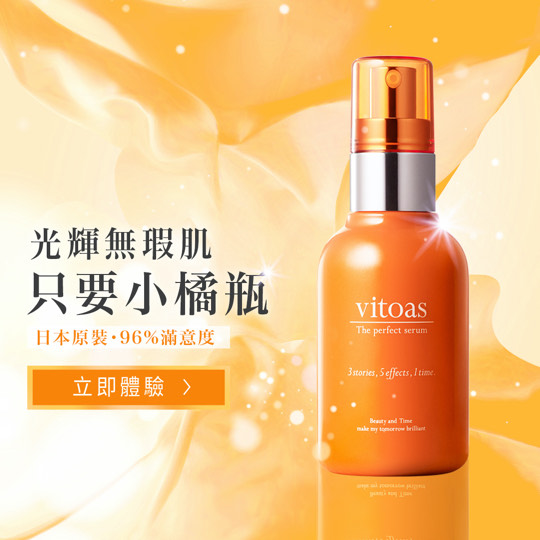 光輝無瑕肌
只要小橘瓶
日本原裝・96%滿意度
立即體驗 >
vitoas
The perfect serum
3 stories, 5 effects, 1 time.
Beauty and Time
make my tomorrow brilliant